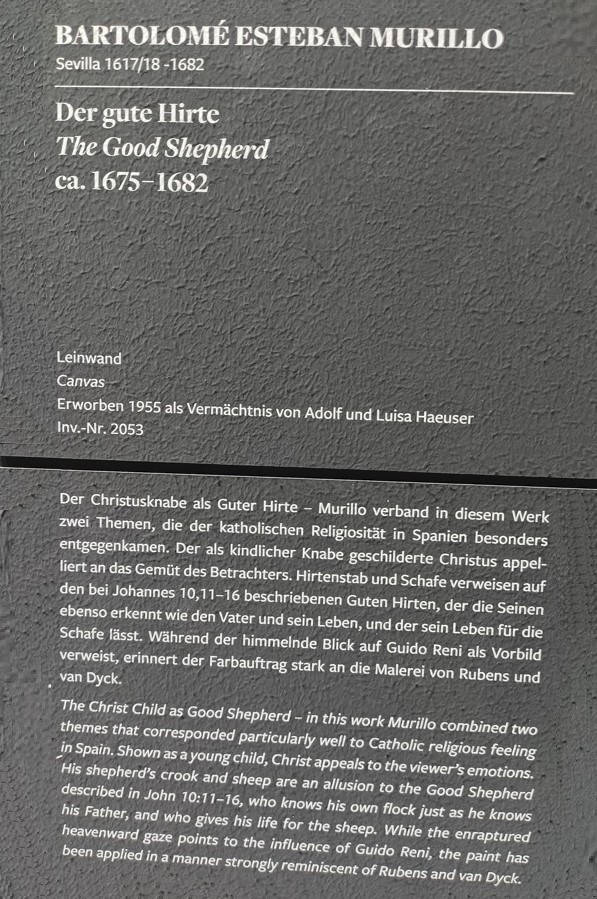 BARTOLOMÉ ESTEBAN MURILLO
Sevilla 1617/18 -1682
Der gute Hirte
The Good Shepherd
ca. 1675–1682
Leinwand
Canvas
Erworben 1955 als Vermächtnis von Adolf und Luisa Haeuser
Inv.-Nr. 2053
Der Christusknabe als Guter Hirte – Murillo verband in diesem Werk
zwei Themen, die der katholischen Religiosität in Spanien besonders
entgegenkamen. Der als kindlicher Knabe geschilderte Christus appel-
liert an das Gemüt des Betrachters. Hirtenstab und Schafe verweisen auf
den bei Johannes 10,11–16 beschriebenen Guten Hirten, der die Seinen
ebenso erkennt wie den Vater und sein Leben, und der sein Leben für die
Schafe lässt. Während der himmelnde Blick auf Guido Reni als Vorbild
verweist, erinnert der Farbauftrag stark an die Malerei von Rubens und
van Dyck.
The Christ Child as Good Shepherd – in this work Murillo combined two
themes that corresponded particularly well to Catholic religious feeling
in Spain. Shown as a young child, Christ appeals to the viewer's emotions.
His shepherd's crook and sheep are an allusion to the Good Shepherd
described in John 10:11–16, who knows his own flock just as he knows
his Father, and who gives his life for the sheep. While the enraptured
heavenward gaze points to the influence of Guido Reni, the paint has
been applied in a manner strongly reminiscent of Rubens and van Dyck.